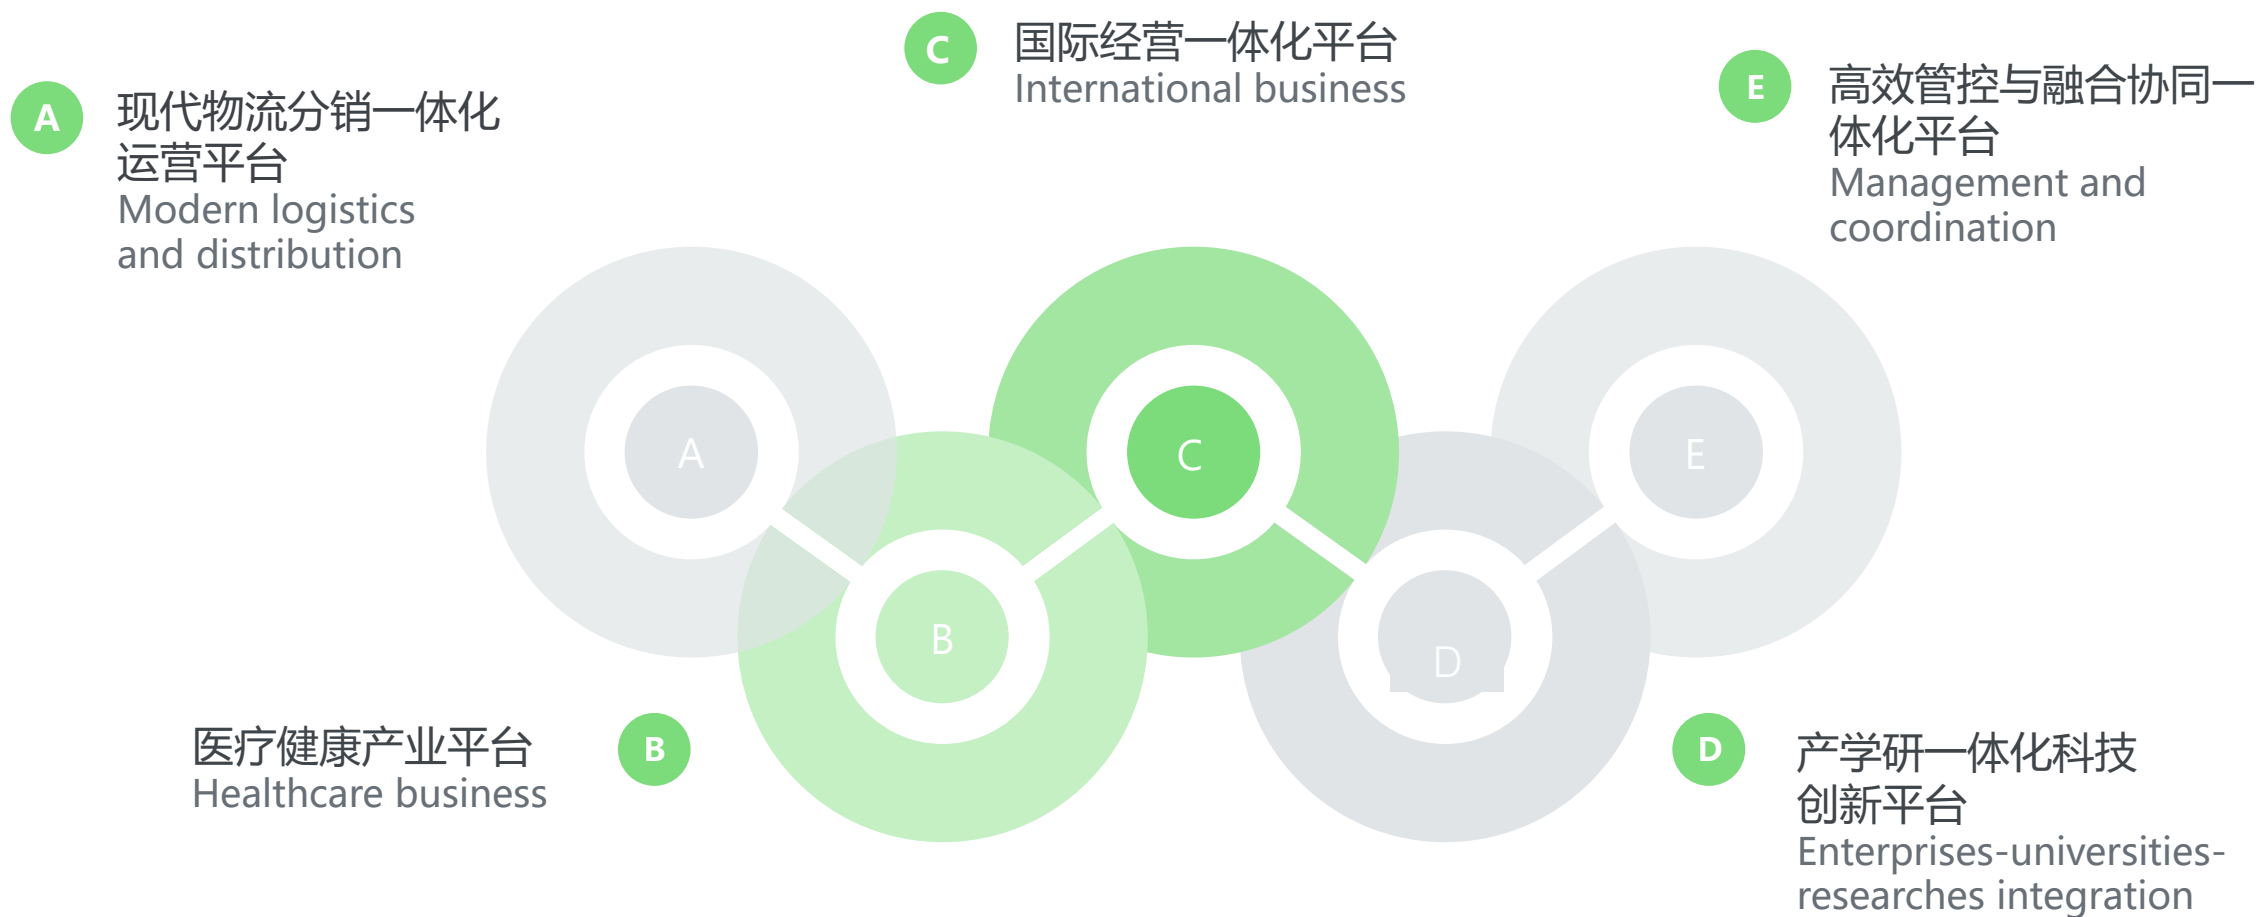 A
现代物流分销一体化
运营平台
Modern logistics
and distribution
C
国际经营一体化平台
International business
E
高效管控与融合协同一
体化平台
Management and
coordination
A
C
E
B
D
医疗健康产业平台
Healthcare business
B
D
产学研一体化科技
创新平台
Enterprises-universities-
researches integration